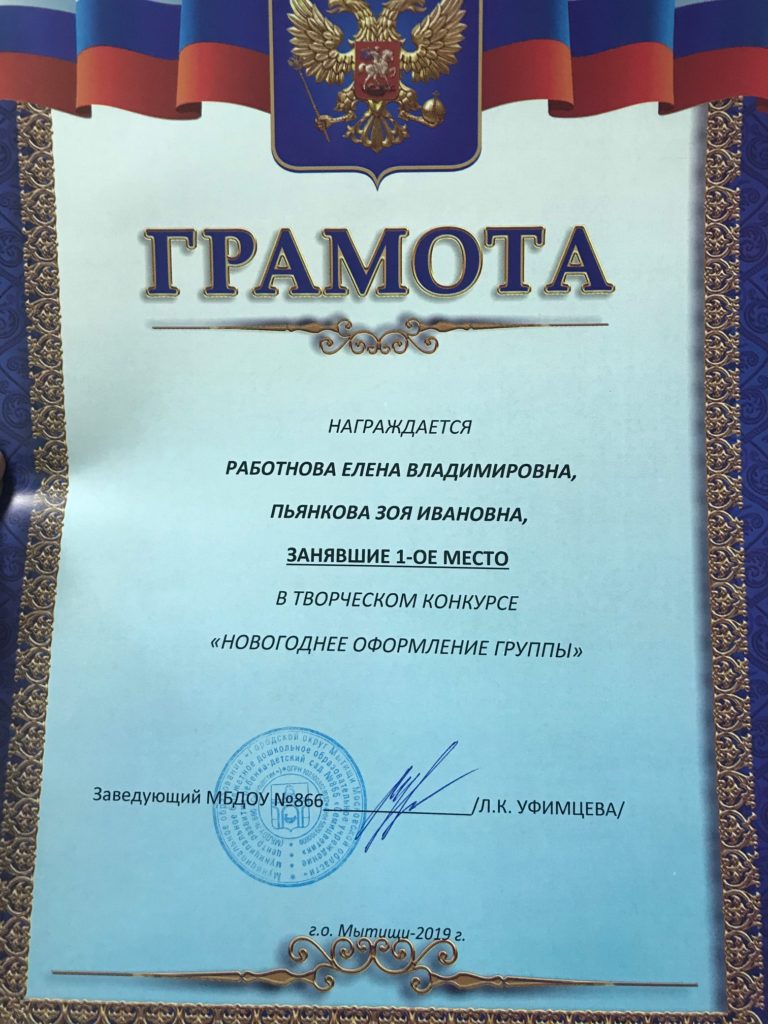 ГРАМОТА
НАГРАЖДАЕТСЯ
РАБОТНОВА ЕЛЕНА ВЛАДИМИРОВНА,
ПЬЯНКОВА ЗОЯ ИВАНОВНА,
ЗАНЯВШИЕ 1-ОЕ МЕСТО
В ТВОРЧЕСКОМ КОНКУРСЕ
«НОВОГОДНЕЕ ОФОРМЛЕНИЕ ГРУППЫ»
Заведующий МБДОУ №866 /Л.К. УФИМЦЕВА/
г.о. Мытищи-2019 г.